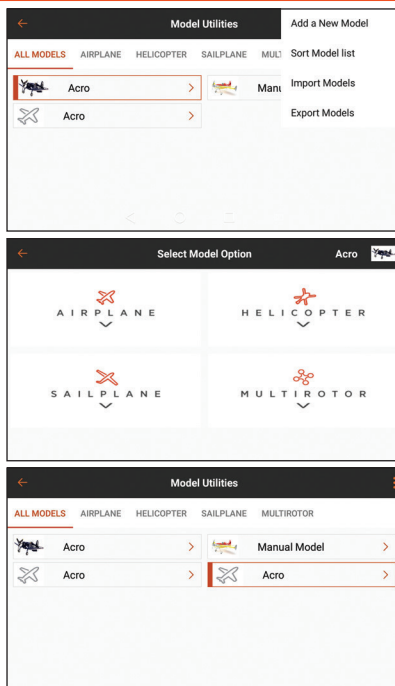 Model Utilities
Add a New Model
ALL MODELS AIRPLANE HELICOPTER SAILPLANE MULT
Sort Model list
Acro
Manu
Import Models
Acro
Export Models
Select Model Option Acro
AIRPLANE HELICOPTER
SAILPLANE MULTIROTOR
Model Utilities
ALL MODELS AIRPLANE HELICOPTER SAILPLANE MULTIROTOR
Acro Manual Model
Acro Acro